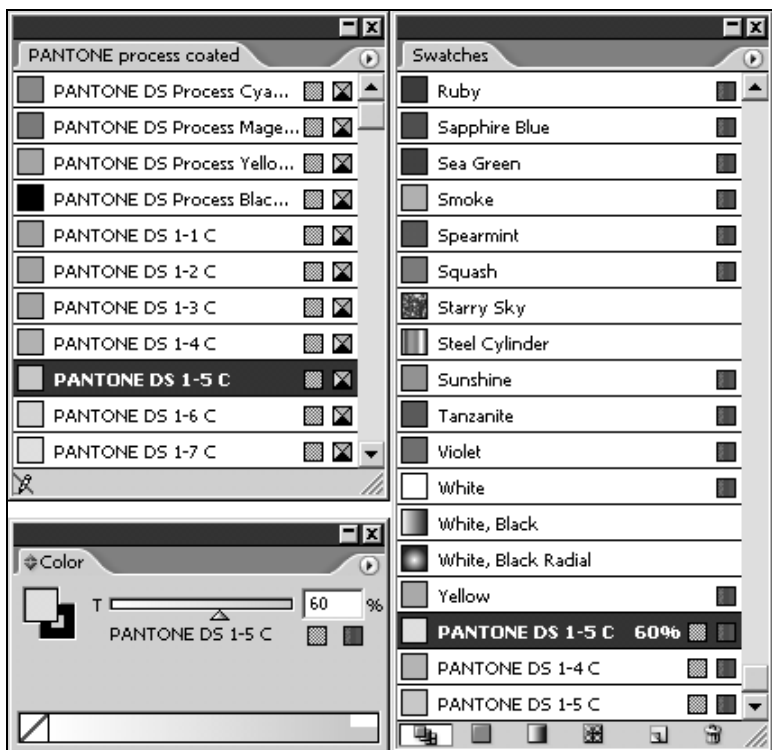 PANTONE process coated
PANTONE DS Process Cya...
PANTONE DS Process Mage...
PANTONE DS Process Yello...
PANTONE DS Process Blac...
PANTONE DS 1-1 C
PANTONE DS 1-2 C
PANTONE DS 1-3 C
PANTONE DS 1-4 C
PANTONE DS 1-5 C
PANTONE DS 1-6 C
PANTONE DS 1-7 C
Color
T 60 %
PANTONE DS 1-5 C
Swatches
Ruby
Sapphire Blue
Sea Green
Smoke
Spearmint
Squash
Starry Sky
Steel Cylinder
Sunshine
Tanzanite
Violet
White
White, Black
White, Black Radial
Yellow
PANTONE DS 1-5 C 60%
PANTONE DS 1-4 C
PANTONE DS 1-5 C